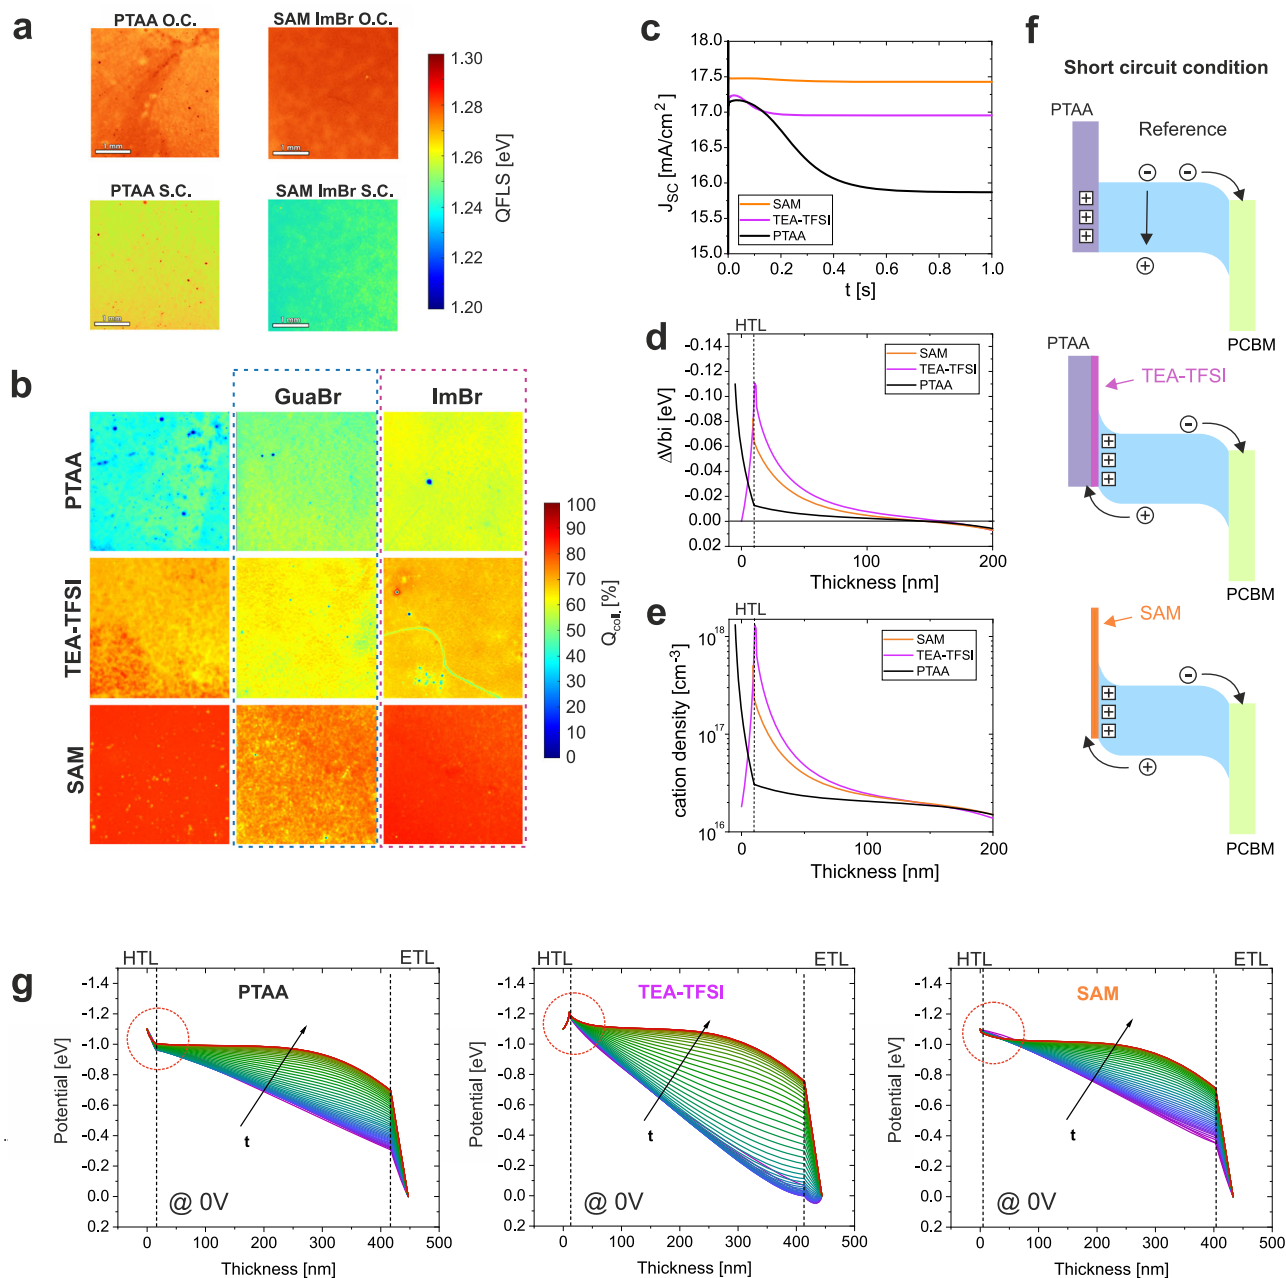 a
PTAA O.C.
SAM ImBr O.C.
1 mm
1 mm
PTAA S.C.
SAM ImBr S.C.
1 mm
1 mm
1.30
1.28
1.26
1.24
1.22
1.20
QFLS [eV]
b
GuaBr
ImBr
PTAA
TEA-TFSI
SAM
100
90
80
70
60
50
40
30
20
10
0
Q_coll. [%]
c
18.0
17.5
17.0
16.5
16.0
15.5
15.0
J_SC [mA/cm²]
SAM
TEA-TFSI
PTAA
0.0 0.2 0.4 0.6 0.8 1.0
t [s]
d
HTL
-0.14
-0.12
-0.10
-0.08
-0.06
-0.04
-0.02
0.00
0.02
ΔVbi [eV]
SAM
TEA-TFSI
PTAA
0 100 200
Thickness [nm]
e
HTL
10¹⁸
10¹⁷
10¹⁶
cation density [cm⁻³]
SAM
TEA-TFSI
PTAA
0 100 200
Thickness [nm]
f
Short circuit condition
PTAA
Reference
PCBM
PTAA
TEA-TFSI
PCBM
SAM
PCBM
g
HTL
ETL
PTAA
-1.4
-1.2
-1.0
-0.8
-0.6
-0.4
-0.2
0.0
0.2
Potential [eV]
t
@ 0V
0 100 200 300 400 500
Thickness [nm]
HTL
ETL
TEA-TFSI
-1.4
-1.2
-1.0
-0.8
-0.6
-0.4
-0.2
0.0
0.2
Potential [eV]
t
@ 0V
0 100 200 300 400 500
Thickness [nm]
HTL
ETL
SAM
-1.4
-1.2
-1.0
-0.8
-0.6
-0.4
-0.2
0.0
0.2
Potential [eV]
t
@ 0V
0 100 200 300 400 500
Thickness [nm]